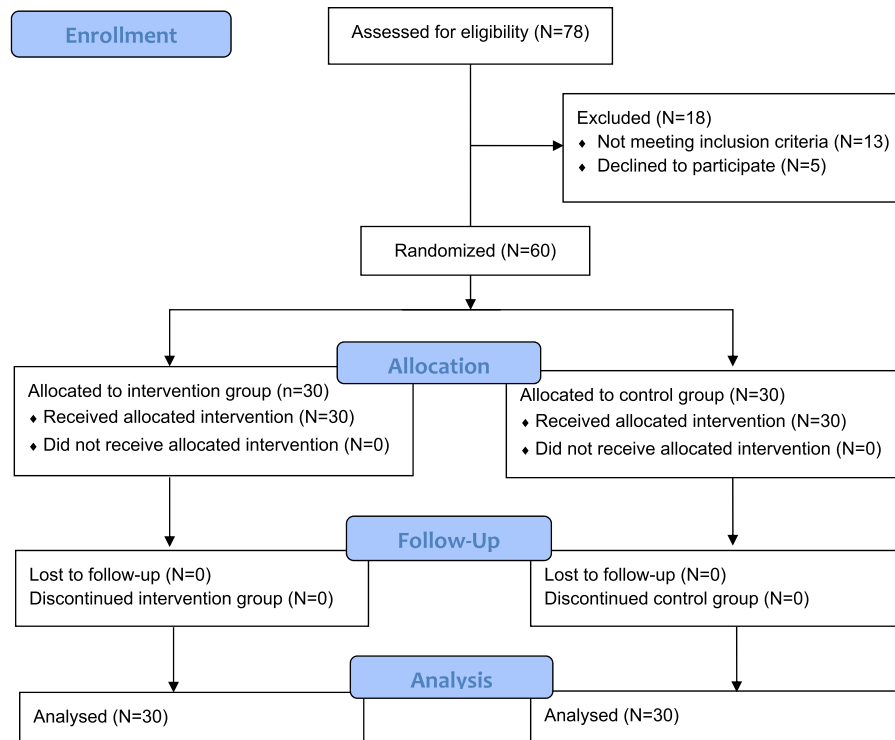 Enrollment
Assessed for eligibility (N=78)
Excluded (N=18)
♦ Not meeting inclusion criteria (N=13)
♦ Declined to participate (N=5)
Randomized (N=60)
Allocation
Allocated to intervention group (n=30)
♦ Received allocated intervention (N=30)
♦ Did not receive allocated intervention (N=0)
Allocated to control group (N=30)
♦ Received allocated intervention (N=30)
♦ Did not receive allocated intervention (N=0)
Follow-Up
Lost to follow-up (N=0)
Discontinued intervention group (N=0)
Lost to follow-up (N=0)
Discontinued control group (N=0)
Analysis
Analysed (N=30)
Analysed (N=30)